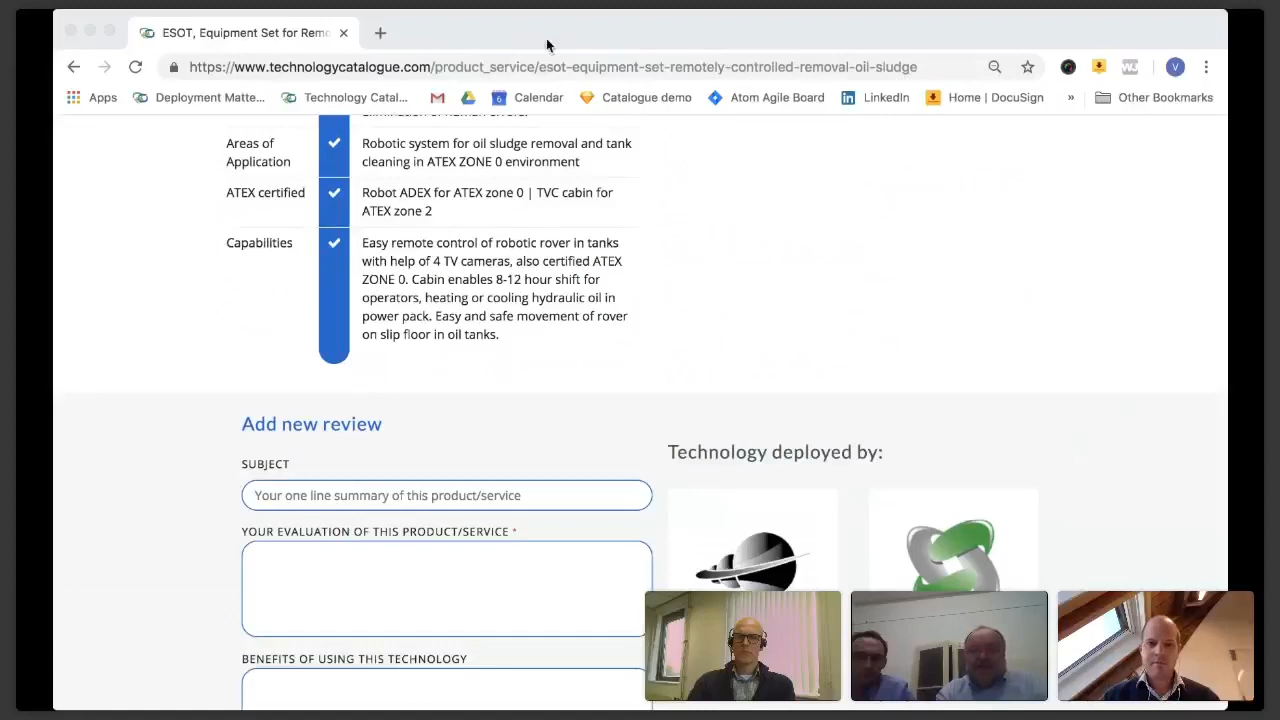 ESOT, Equipment Set for Remo
https://www.technologycatalogue.com/product_service/esot-equipment-set-remotely-controlled-removal-oil-sludge
V
Apps
Deployment Matte...
Technology Catal...
6
Calendar
Catalogue demo
Atom Agile Board
LinkedIn
Home | DocuSign
»
Other Bookmarks
Elimination of human errors.
Areas of
Application
Robotic system for oil sludge removal and tank
cleaning in ATEX ZONE 0 environment
ATEX certified
Robot ADEX for ATEX zone 0 | TVC cabin for
ATEX zone 2
Capabilities
Easy remote control of robotic rover in tanks
with help of 4 TV cameras, also certified ATEX
ZONE 0. Cabin enables 8-12 hour shift for
operators, heating or cooling hydraulic oil in
power pack. Easy and safe movement of rover
on slip floor in oil tanks.
Add new review
SUBJECT
Your one line summary of this product/service
YOUR EVALUATION OF THIS PRODUCT/SERVICE *
BENEFITS OF USING THIS TECHNOLOGY
Technology deployed by: